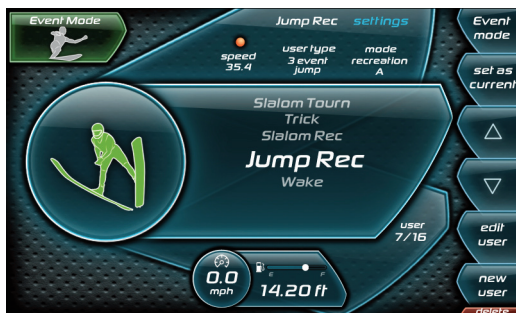 Event Mode
Jump Rec settings
speed
35.4
user type
3 event
jump
mode
recreation
A
Slalom Tourn
Trick
Slalom Rec
Jump Rec
Wake
user
7/16
0.0
mph
E F
14.20 ft
Event
mode
set as
current
edit
user
new
user
delete